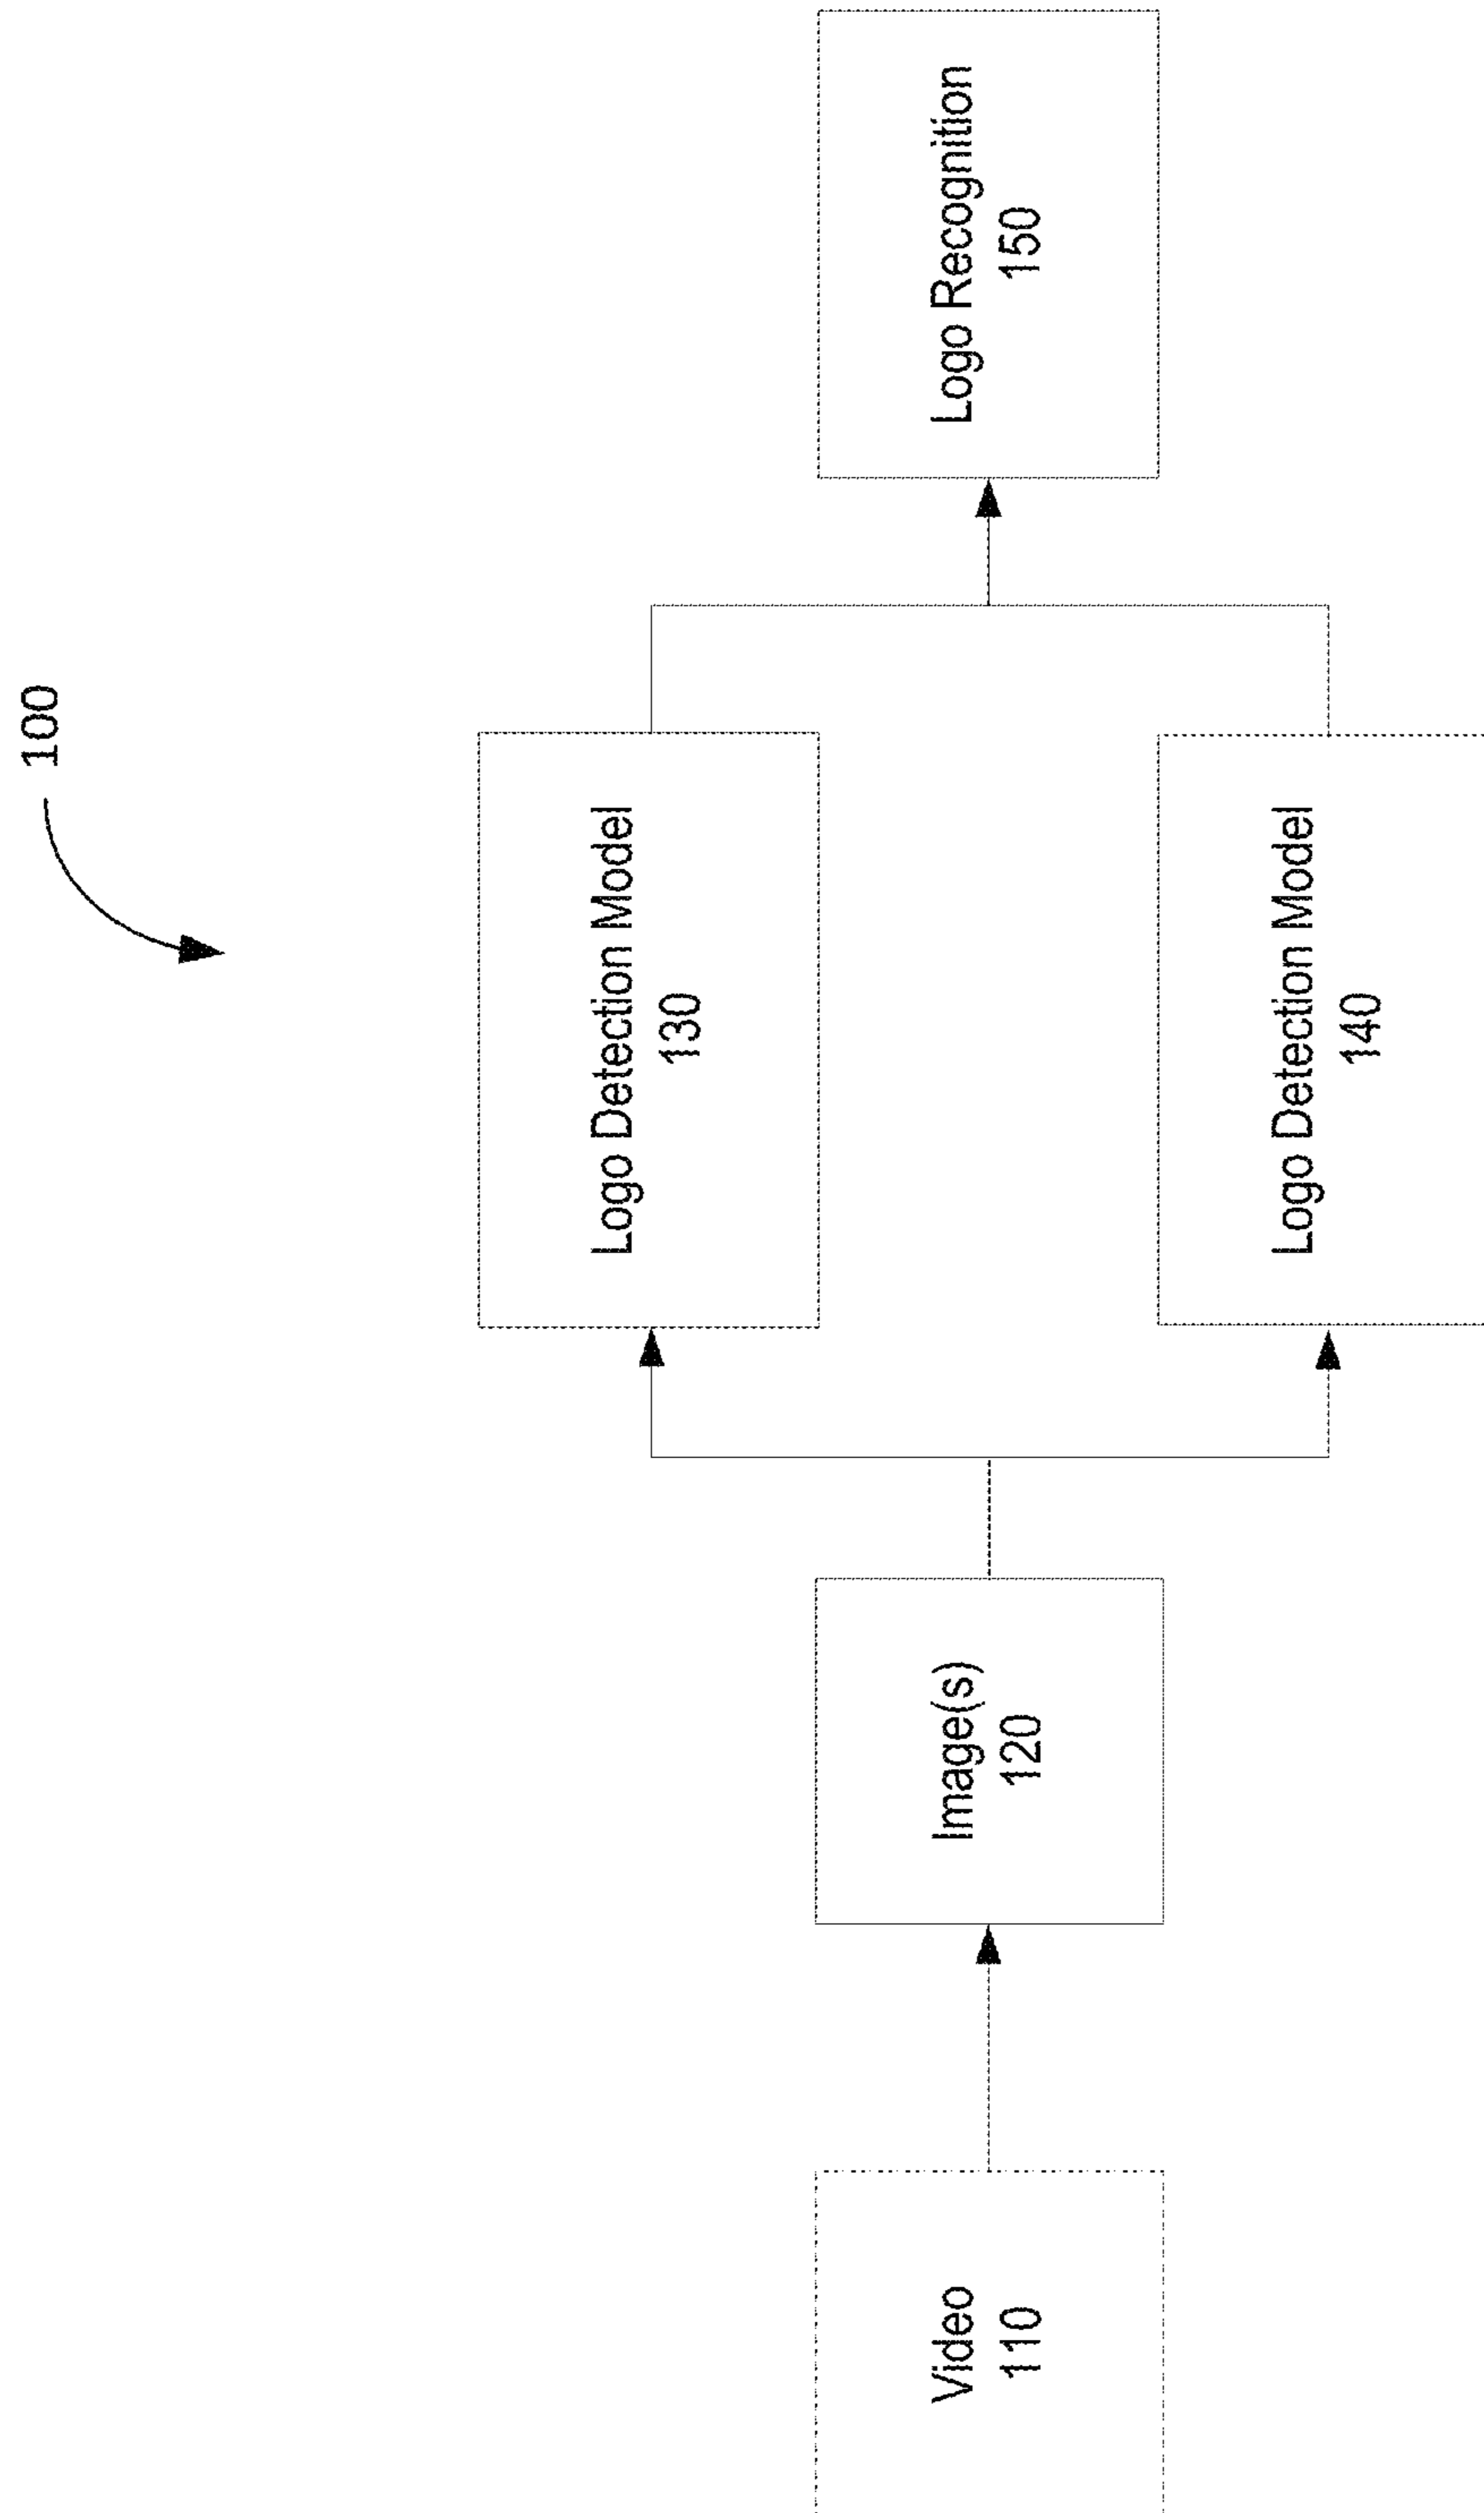 100
Video
110
Image(s)
120
Logo Detection Model
130
Logo Detection Model
140
Logo Recognition
150